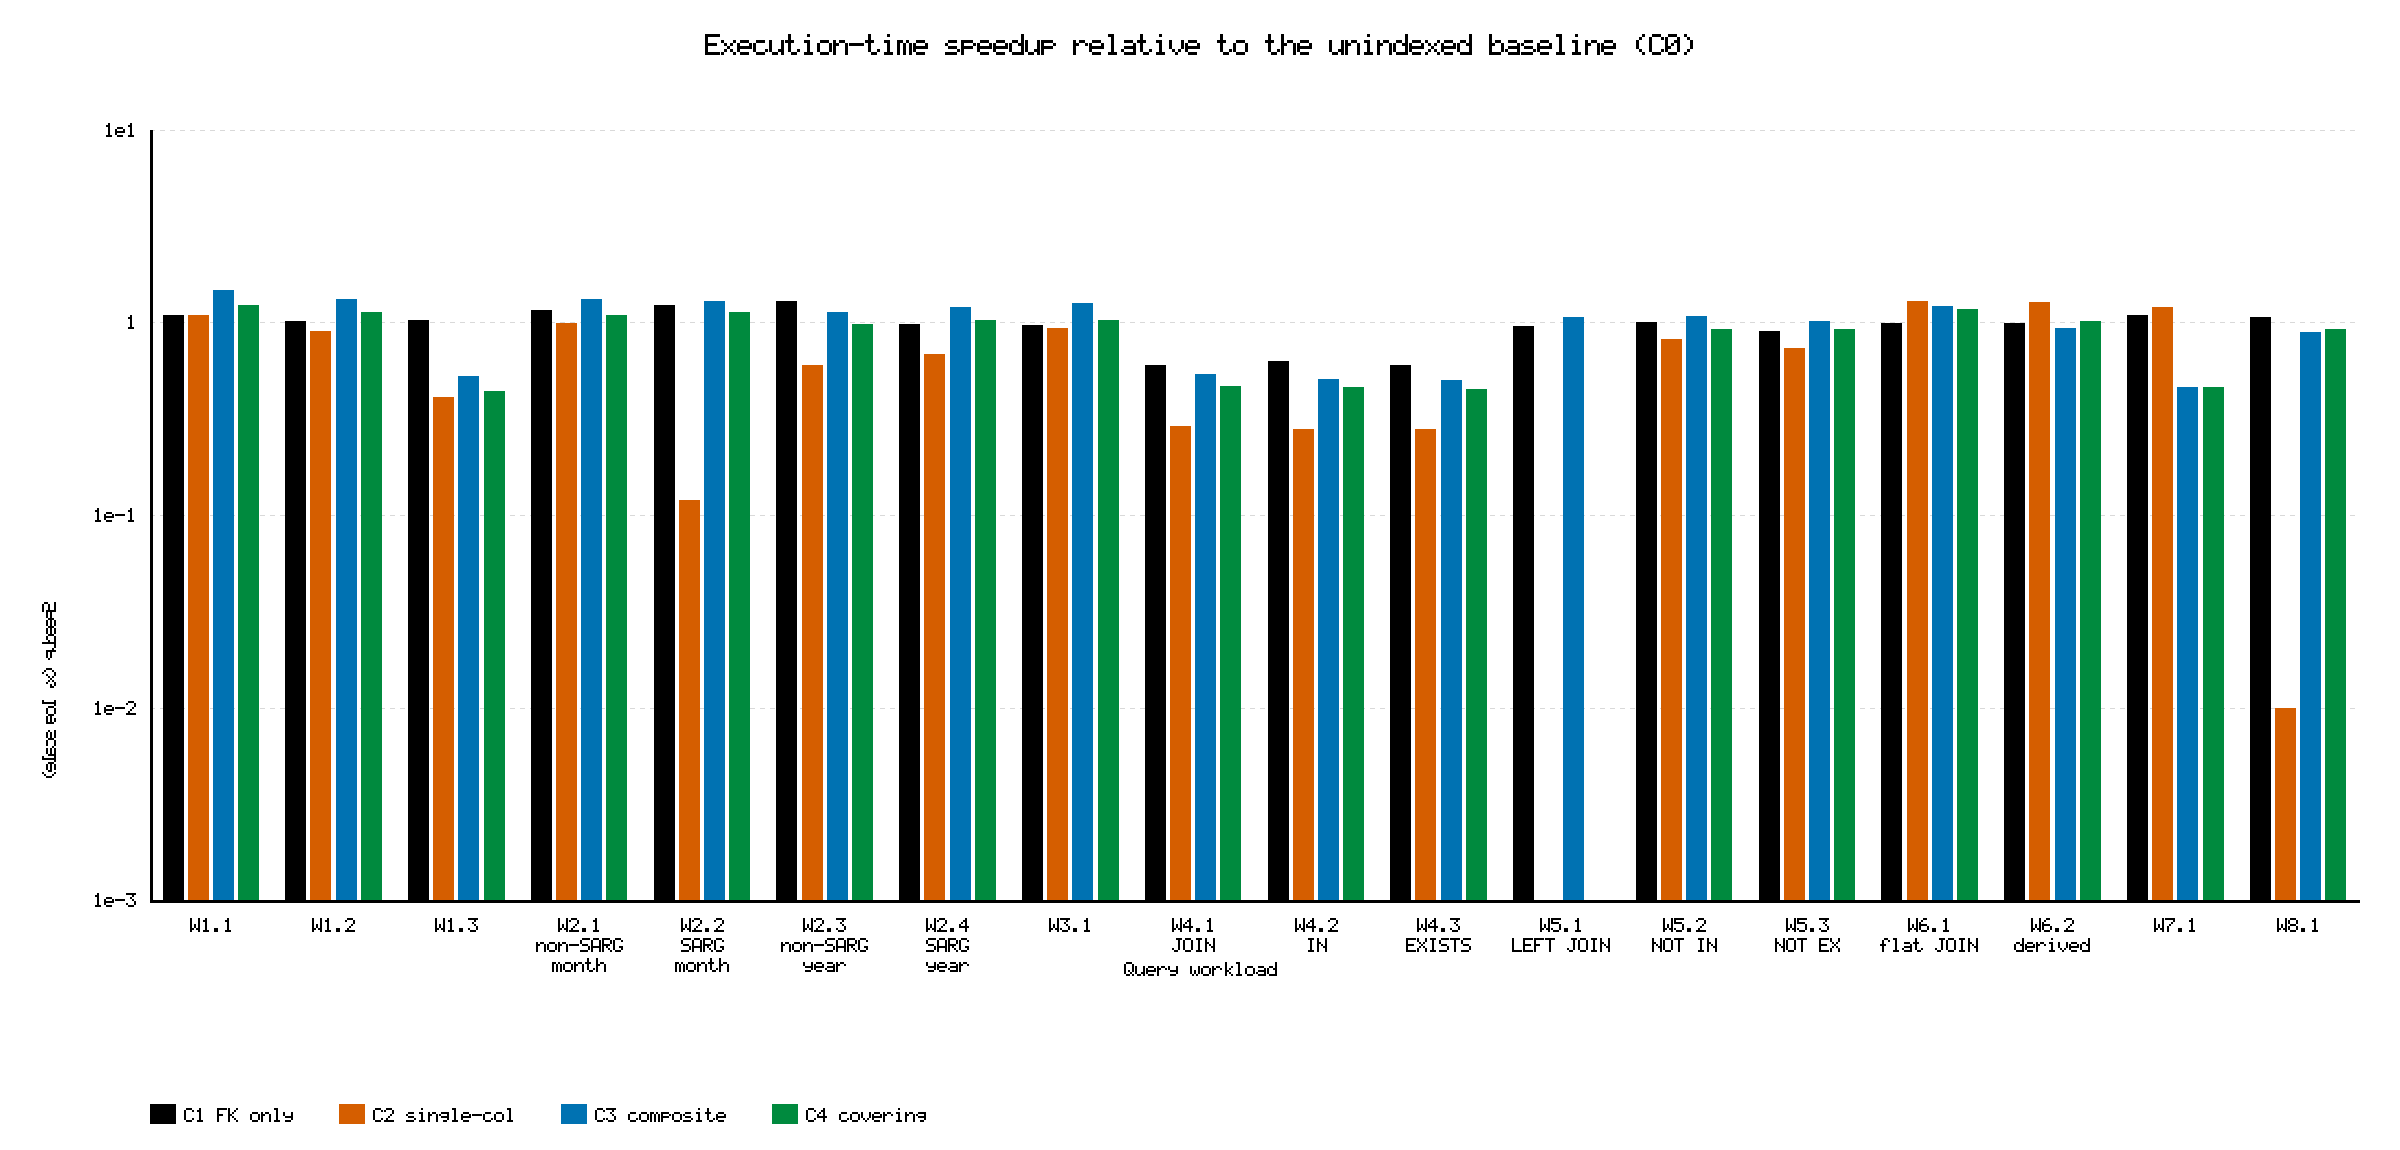 Execution-time speedup relative to the unindexed baseline (C0)
1e1
1
1e-1
1e-2
1e-3
Speedup (x log scale)
W1.1
W1.2
W1.3
W2.1
non-SARG
month
W2.2
SARG
month
W2.3
non-SARG
year
W2.4
SARG
year
W3.1
W4.1
JOIN
W4.2
IN
W4.3
EXISTS
W5.1
LEFT JOIN
W5.2
NOT IN
W5.3
NOT EX
W6.1
flat JOIN
W6.2
derived
W7.1
W8.1
Query workload
C1 FK only
C2 single-col
C3 composite
C4 covering